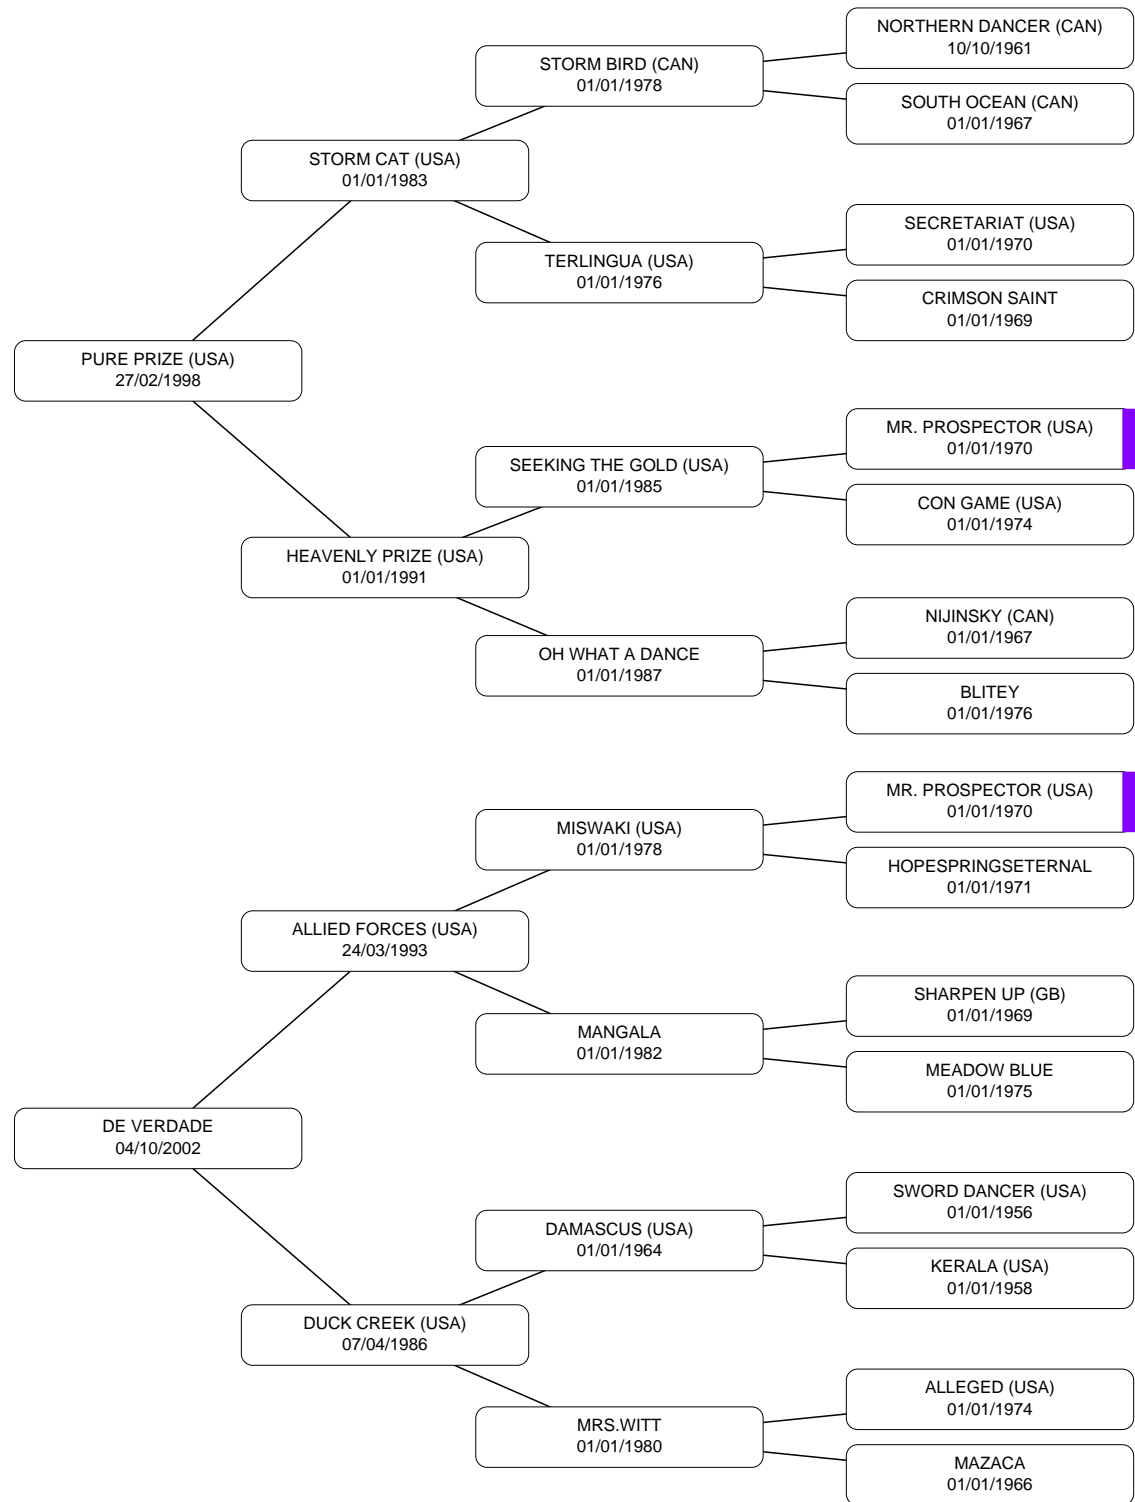 NORTHERN DANCER (CAN)
10/10/1961
STORM BIRD (CAN)
01/01/1978
SOUTH OCEAN (CAN)
01/01/1967
STORM CAT (USA)
01/01/1983
SECRETARIAT (USA)
01/01/1970
TERLINGUA (USA)
01/01/1976
CRIMSON SAINT
01/01/1969
PURE PRIZE (USA)
27/02/1998
MR. PROSPECTOR (USA)
01/01/1970
SEEKING THE GOLD (USA)
01/01/1985
CON GAME (USA)
01/01/1974
HEAVENLY PRIZE (USA)
01/01/1991
NIJINSKY (CAN)
01/01/1967
OH WHAT A DANCE
01/01/1987
BLITEY
01/01/1976
MR. PROSPECTOR (USA)
01/01/1970
MISWAKI (USA)
01/01/1978
HOPESPRINGSETERNAL
01/01/1971
ALLIED FORCES (USA)
24/03/1993
SHARPEN UP (GB)
01/01/1969
MANGALA
01/01/1982
MEADOW BLUE
01/01/1975
DE VERDADE
04/10/2002
SWORD DANCER (USA)
01/01/1956
DAMASCUS (USA)
01/01/1964
KERALA (USA)
01/01/1958
DUCK CREEK (USA)
07/04/1986
ALLEGED (USA)
01/01/1974
MRS.WITT
01/01/1980
MAZACA
01/01/1966